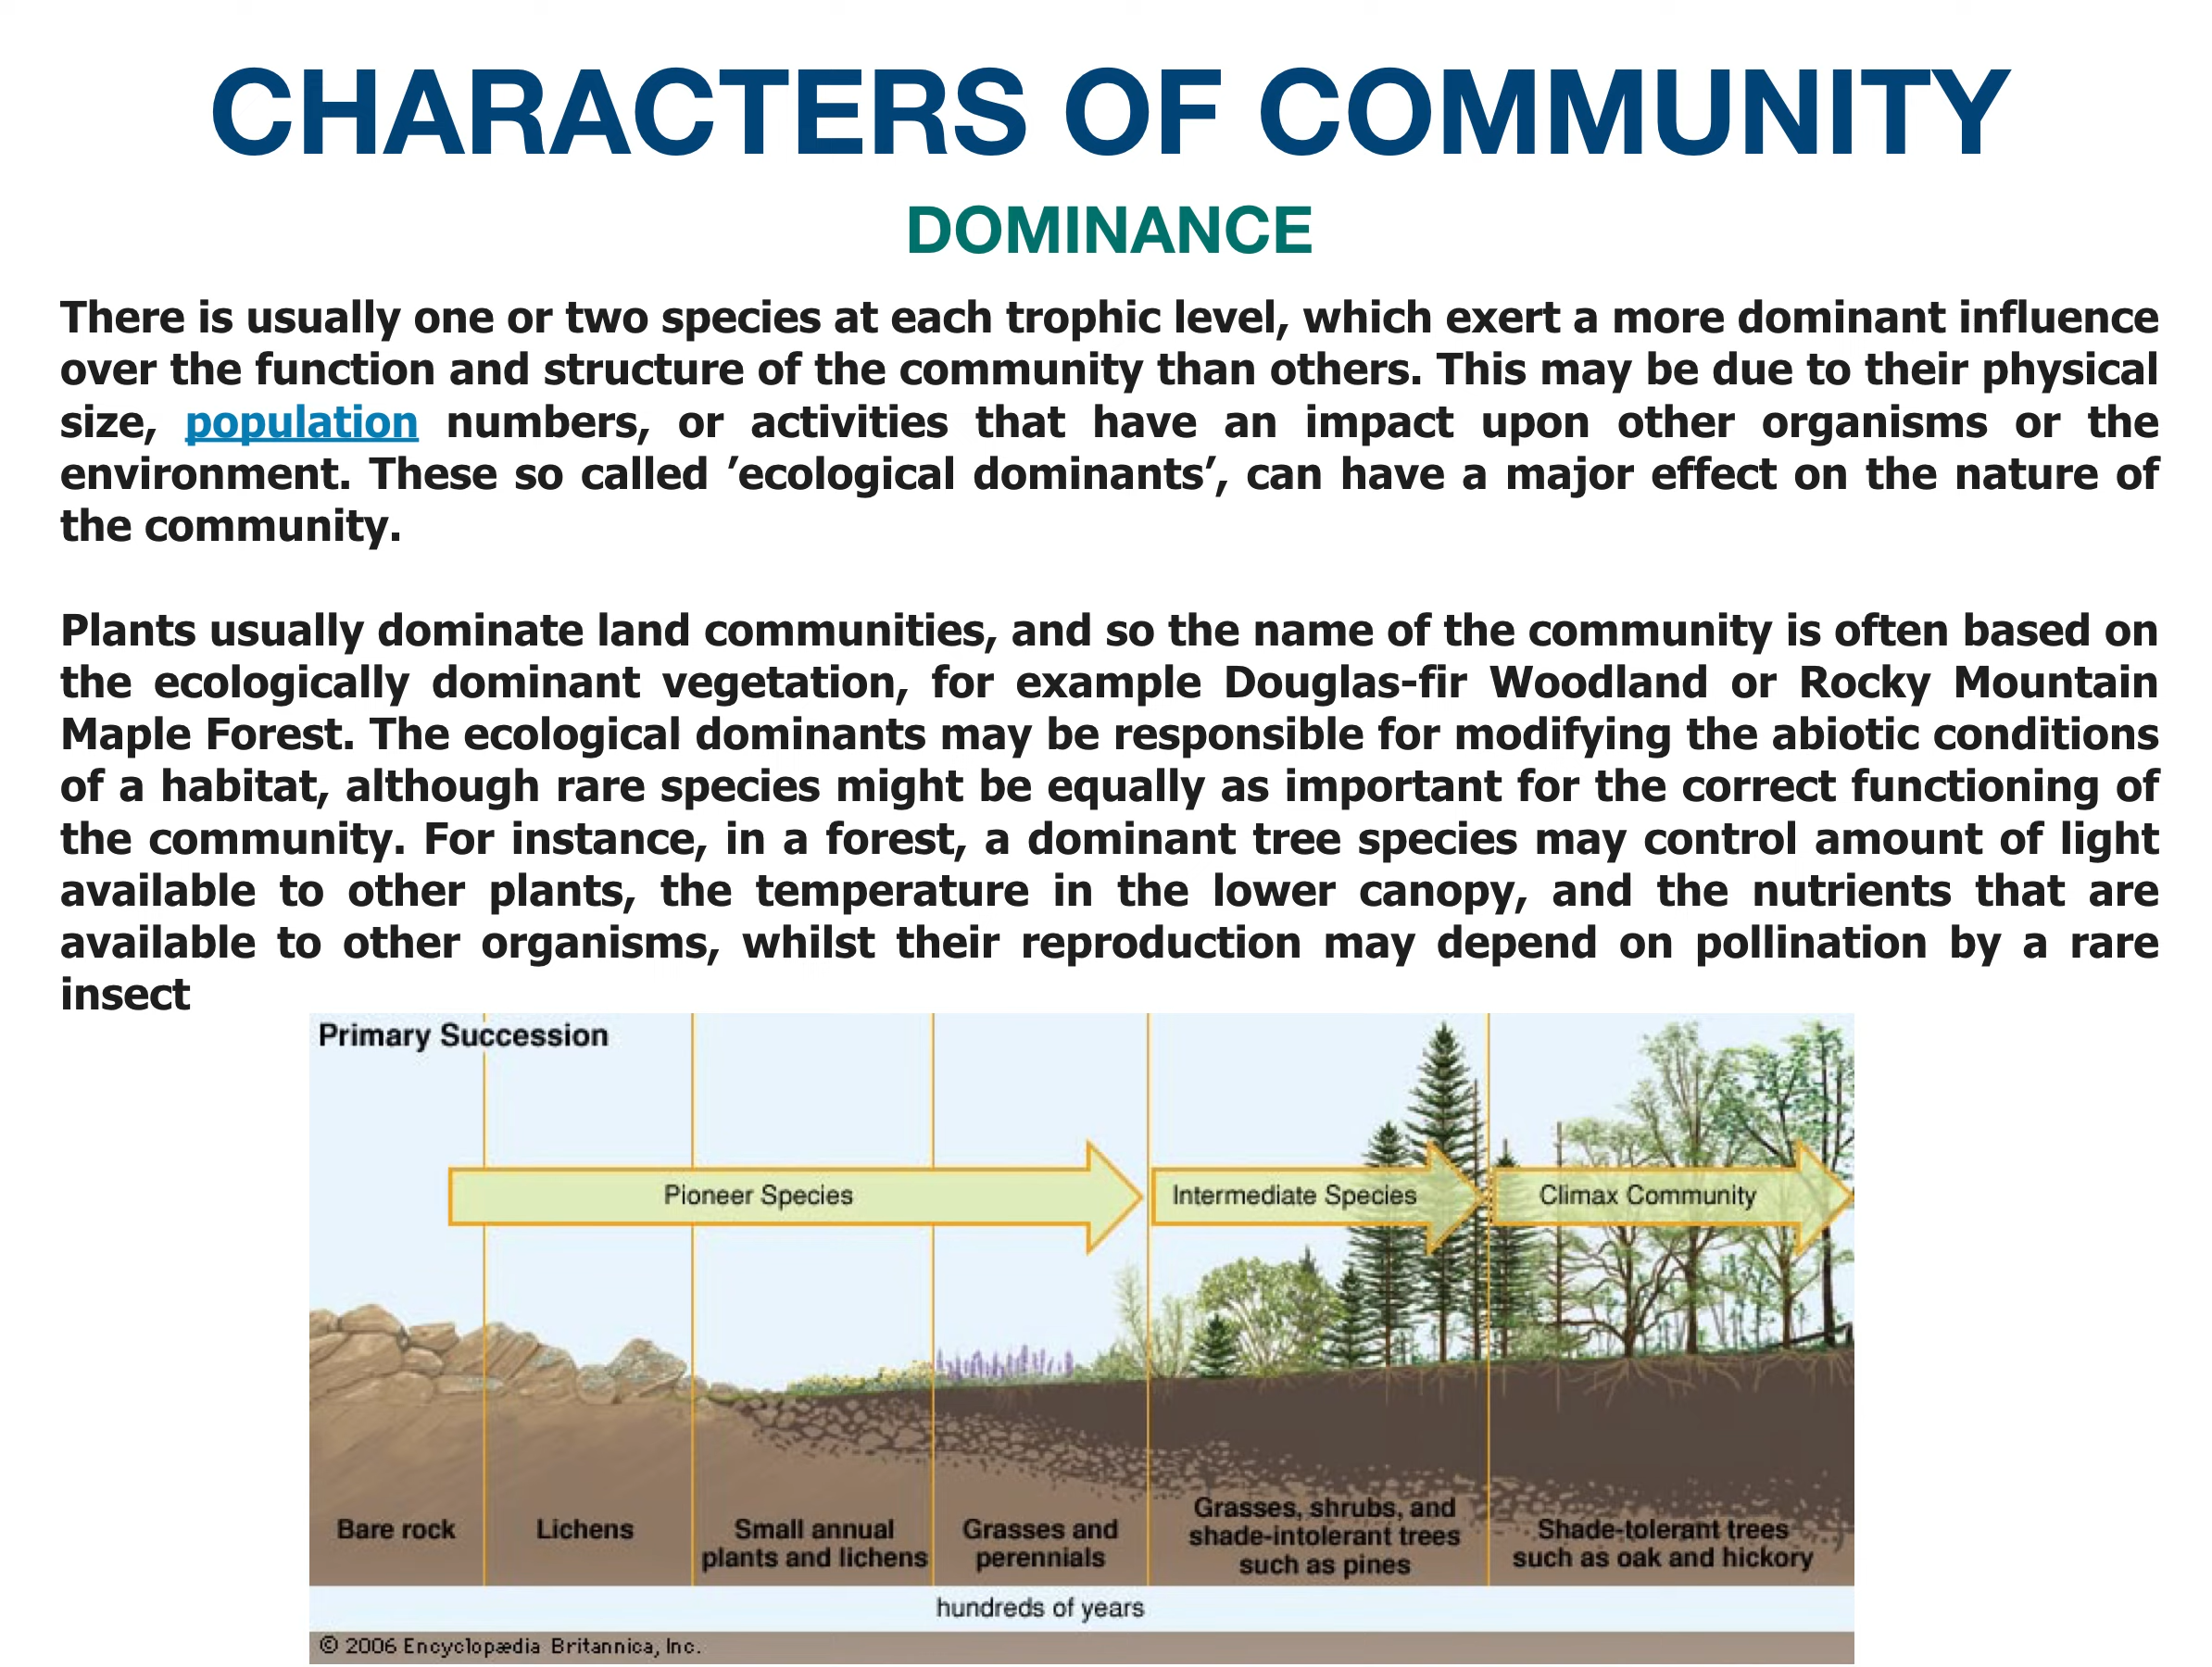 CHARACTERS OF COMMUNITY
DOMINANCE
There is usually one or two species at each trophic level, which exert a more dominant influence
over the function and structure of the community than others. This may be due to their physical
size, population numbers, or activities that have an impact upon other organisms or the
environment. These so called ’ecological dominants’, can have a major effect on the nature of
the community.
Plants usually dominate land communities, and so the name of the community is often based on
the ecologically dominant vegetation, for example Douglas-fir Woodland or Rocky Mountain
Maple Forest. The ecological dominants may be responsible for modifying the abiotic conditions
of a habitat, although rare species might be equally as important for the correct functioning of
the community. For instance, in a forest, a dominant tree species may control amount of light
available to other plants, the temperature in the lower canopy, and the nutrients that are
available to other organisms, whilst their reproduction may depend on pollination by a rare
insect
Primary Succession
Pioneer Species
Intermediate Species
Climax Community
Bare rock
Lichens
Small annual
plants and lichens
Grasses and
perennials
Grasses, shrubs, and
shade-intolerant trees
such as pines
Shade-tolerant trees
such as oak and hickory
hundreds of years
© 2006 Encyclopædia Britannica, Inc.